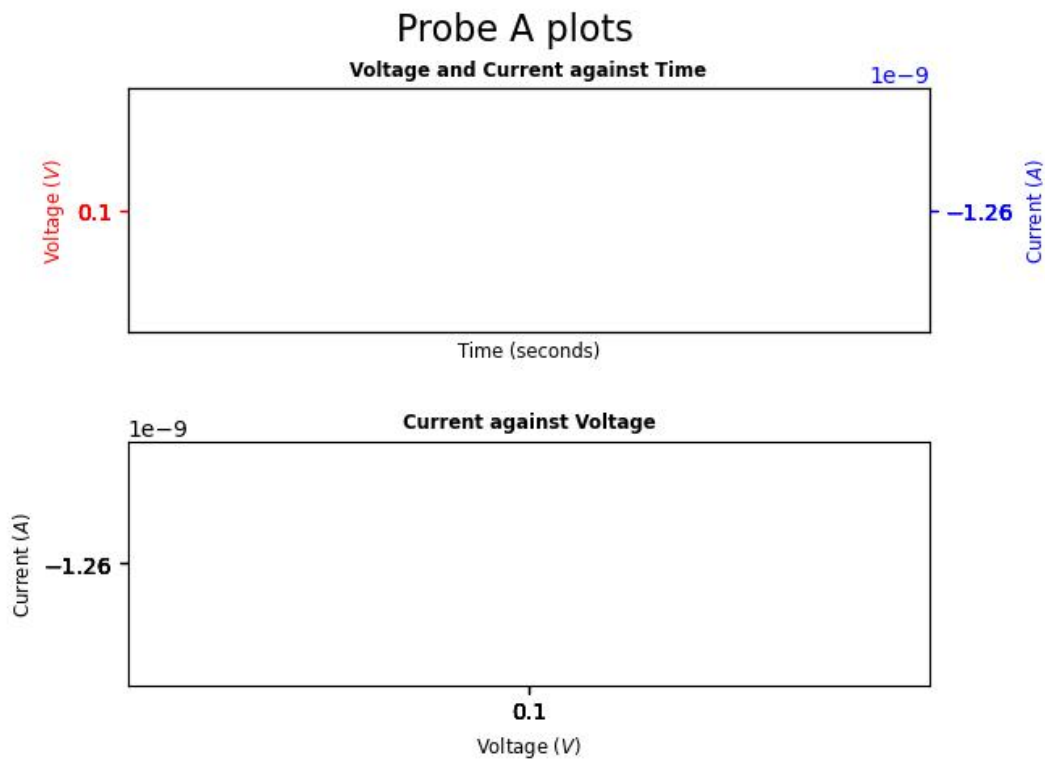 Probe A plots
Voltage and Current against Time
1e−9
Voltage (V)
0.1
−1.26
Current (A)
Time (seconds)
Current against Voltage
1e−9
Current (A)
−1.26
0.1
Voltage (V)